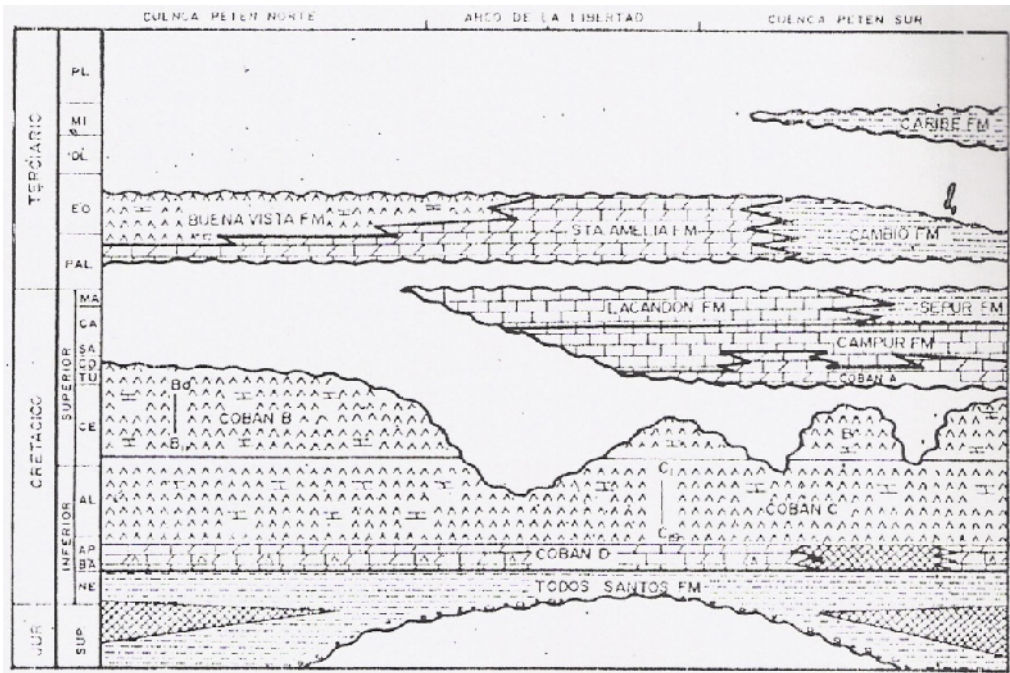 CUENCA PETEN NORTE
ARCO DE LA LIBERTAD
CUENCA PETEN SUR
TERCIARIO
PL.
MI
OL
EO
PAL
CRETACICO
SUPERIOR
MA
CA
SA
CO
TU
CE
INFERIOR
AL
AP
BA
NE
JUR
SUP
CARIBE FM
BUENA VISTA FM
STA AMELIA FM
CAMBIO FM
LACANDON FM
SEPUR FM
CAMPUR FM
COBAN A
COBAN B
B
COBAN C
COBAN D
TODOS SANTOS FM